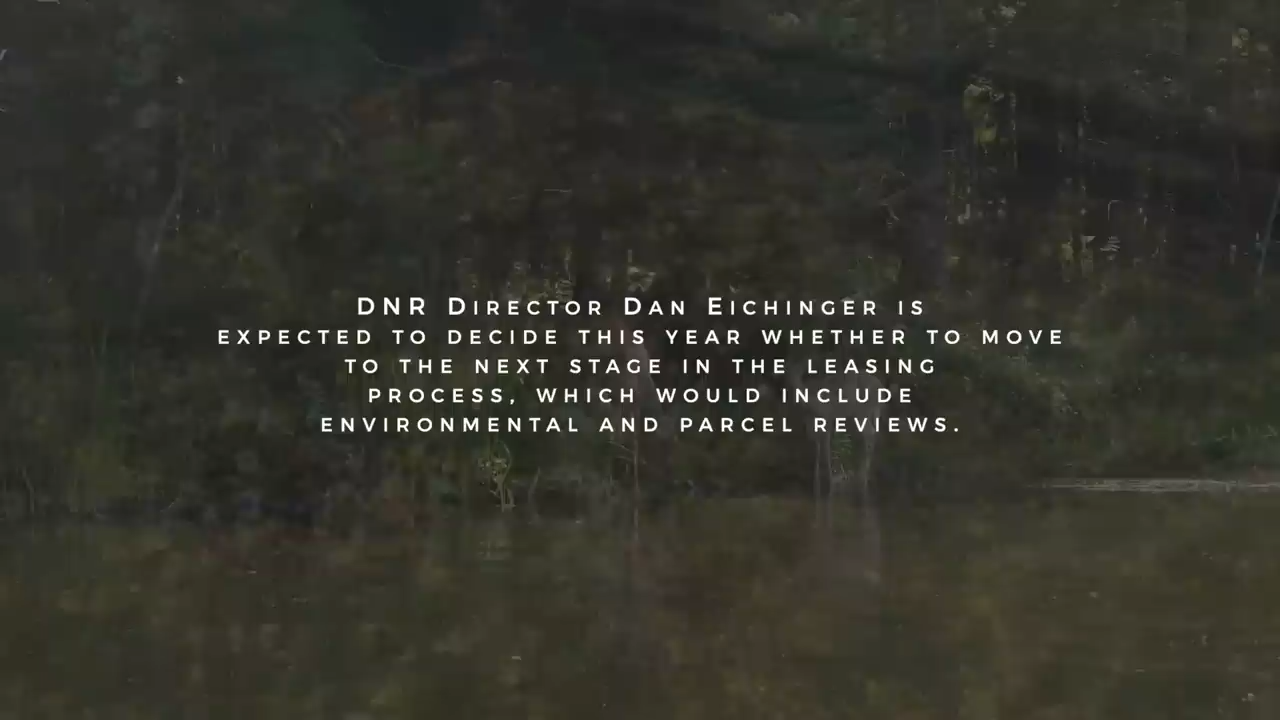 DNR Director Dan Eichinger is
expected to decide this year whether to move
to the next stage in the leasing
process, which would include
environmental and parcel reviews.